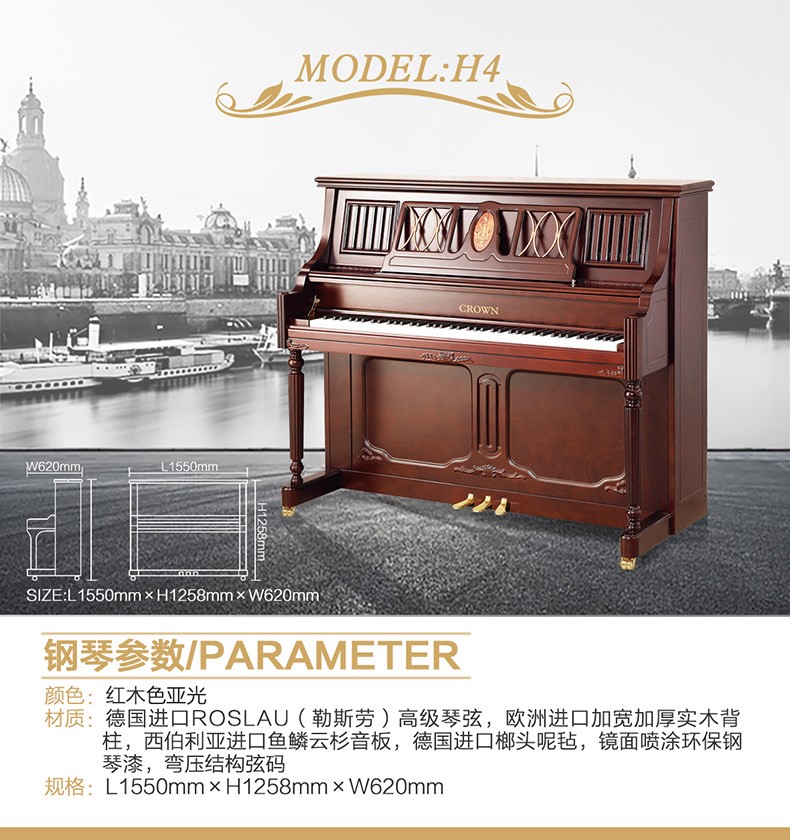 MODEL:H4
CROWN
W620mm
L1550mm
H1258mm
SIZE:L1550mm×H1258mm×W620mm
钢琴参数/PARAMETER
颜色：红木色亚光
材质：德国进口ROSLAU（勒斯劳）高级琴弦，欧洲进口加宽加厚实木背
柱，西伯利亚进口鱼鳞云杉音板，德国进口榔头呢毡，镜面喷涂环保钢
琴漆，弯压结构弦码
规格：L1550mm×H1258mm×W620mm